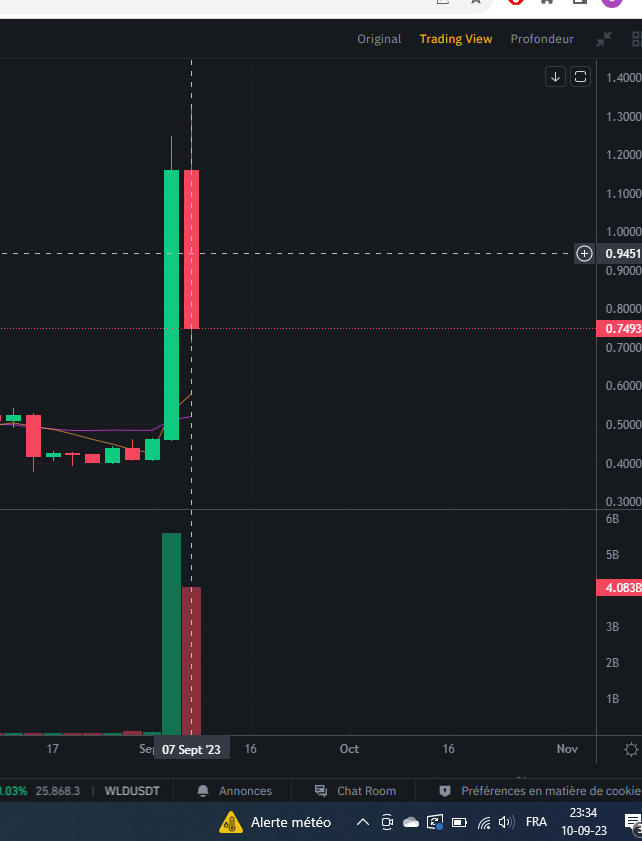 Original Trading View Profondeur
1.4000
1.3000
1.2000
1.1000
1.0000
0.9451
0.9000
0.8000
0.7493
0.7000
0.6000
0.5000
0.4000
0.3000
6B
5B
4.083B
3B
2B
1B
17 Sep 07 Sept '23 16 Oct 16 Nov
0.03% 25,868.3 WLDUSDT Annonces Chat Room Préférences en matière de cookie
Alerte météo FRA 23:34
10-09-23
3